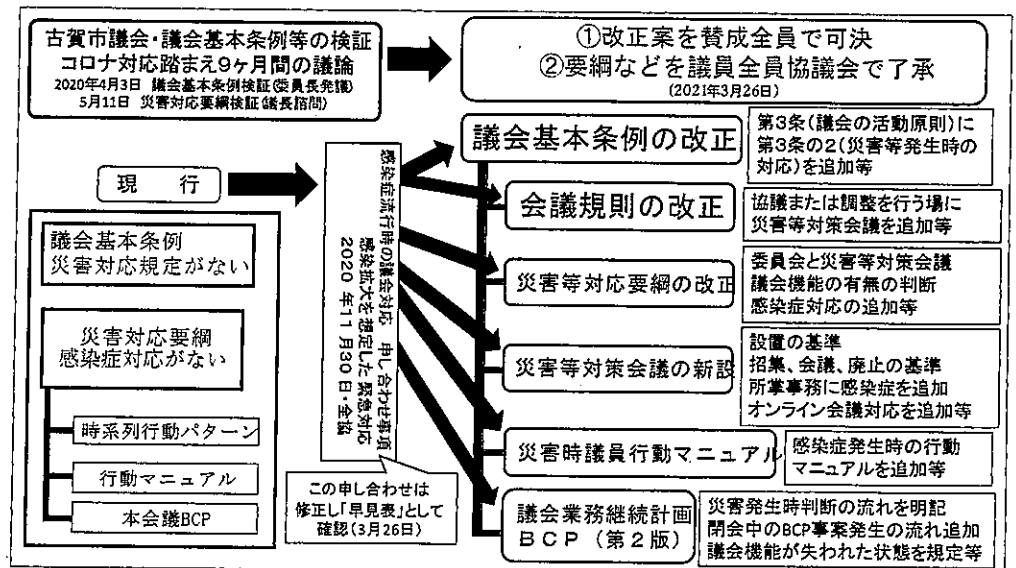 古賀市議会・議会基本条例等の検証
コロナ対応踏まえ9ヶ月間の議論
2020年4月3日 議会基本条例検証(委員長発議)
5月11日 災害対応要綱検証(議長諮問)
①改正案を賛成全員で可決
②要綱などを議員全員協議会で了承
(2021年3月26日)
現 行
議会基本条例
災害対応規定がない
災害対応要綱
感染症対応がない
時系列行動パターン
行動マニュアル
本会議BCP
感染症流行時の議会対応 申し合わせ事項
感染拡大を想定した緊急対応
2020年11月30日・全協
この申し合わせは
修正し「早見表」として
確認(3月26日)
議会基本条例の改正
第3条(議会の活動原則)に
第3条の2(災害等発生時の
対応)を追加等
会議規則の改正
協議または調整を行う場に
災害等対策会議を追加等
災害等対応要綱の改正
委員会と災害等対策会議
議会機能の有無の判断
感染症対応の追加等
災害等対策会議の新設
設置の基準
招集、会議、廃止の基準
所掌事務に感染症を追加
オンライン会議対応を追加等
災害時議員行動マニュアル
感染症発生時の行動
マニュアルを追加等
議会業務継続計画
BCP(第2版)
災害発生時判断の流れを明記
閉会中のBCP事案発生の流れ追加
議会機能が失われた状態を規定等